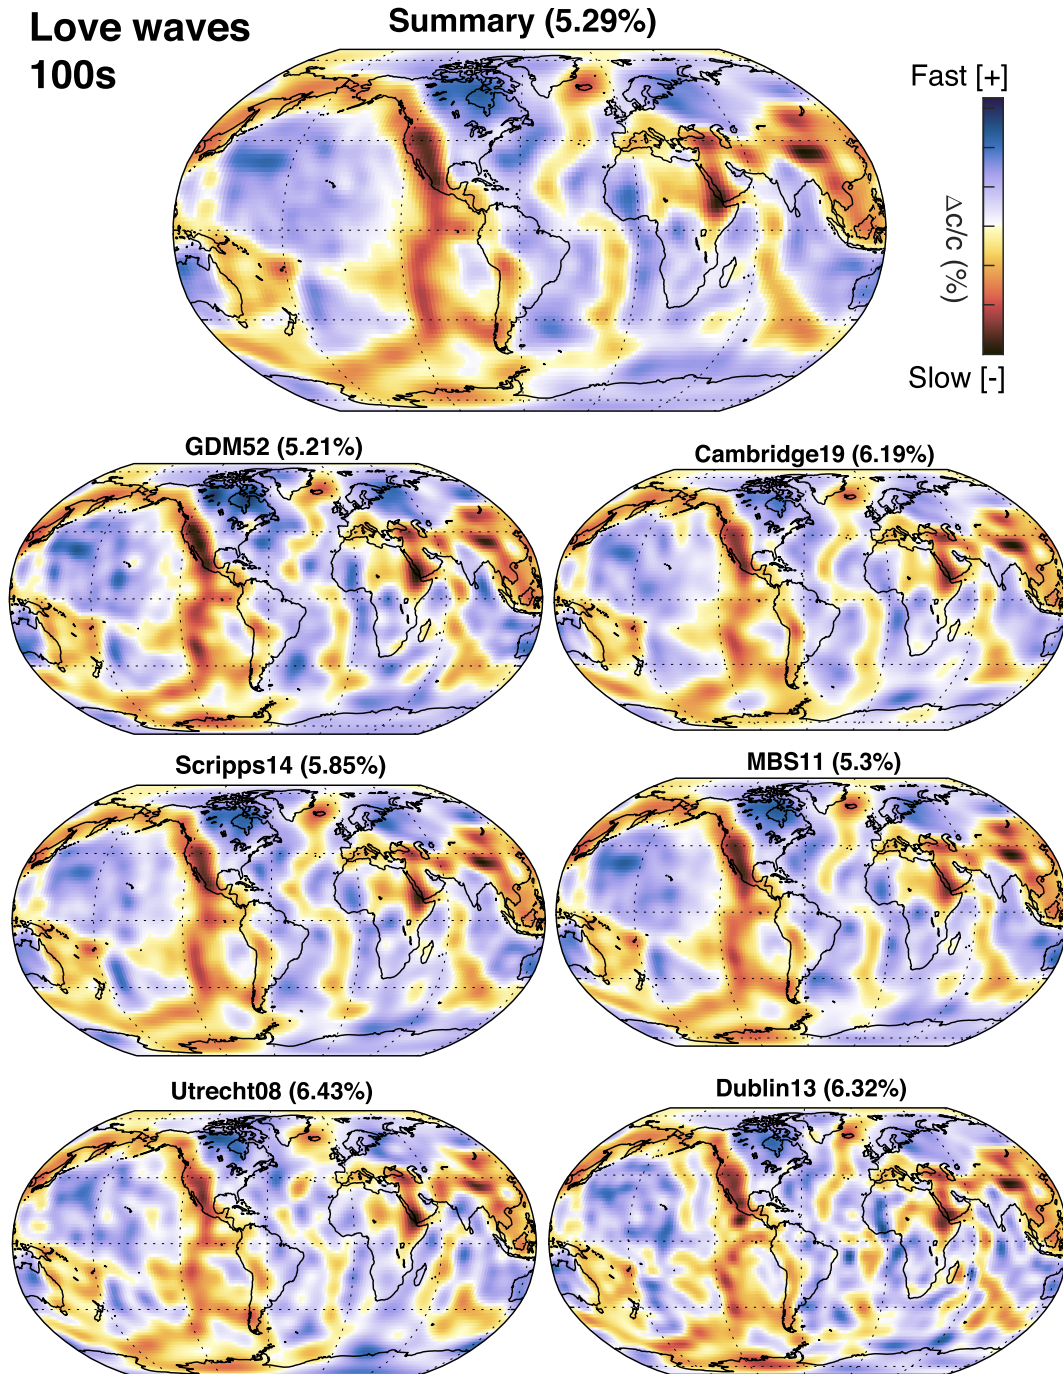 Love waves
100s
Summary (5.29%)
Fast [+]
Δc/c (%)
Slow [-]
GDM52 (5.21%)
Cambridge19 (6.19%)
Scripps14 (5.85%)
MBS11 (5.3%)
Utrecht08 (6.43%)
Dublin13 (6.32%)